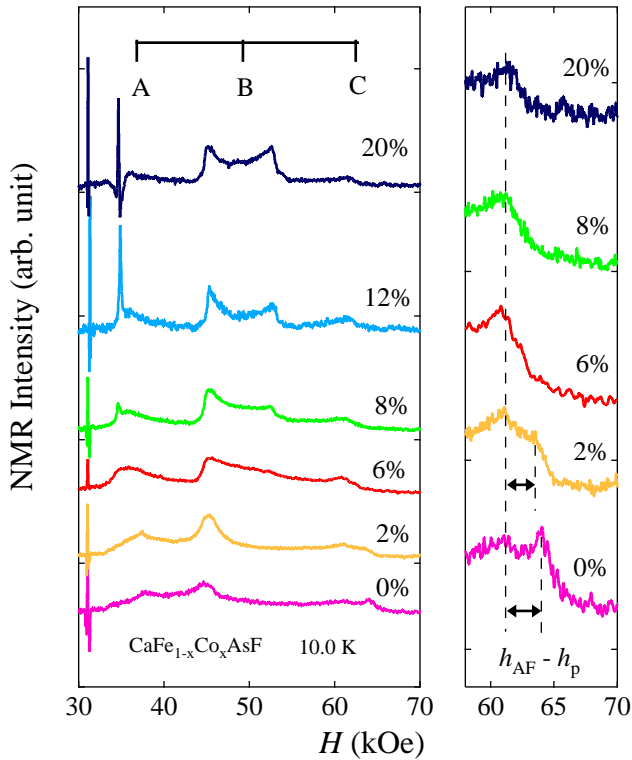 A
B
C
20%
12%
8%
6%
2%
0%
CaFe1-xCoxAsF 10.0 K
30 40 50 60 70
H (kOe)
NMR Intensity (arb. unit)
20%
8%
6%
2%
0%
hAF - hp
60 65 70